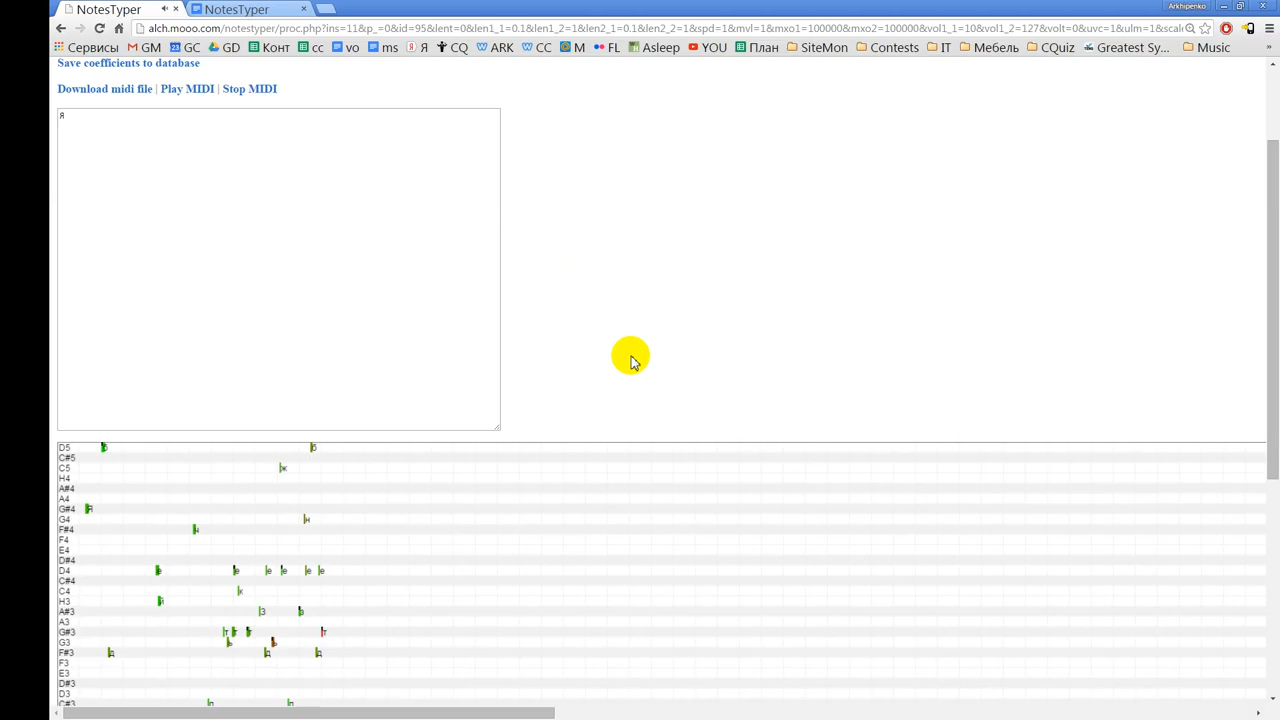 NotesTyper
NotesTyper
Arkhipenko
alch.mooo.com/notestyper/proc.php?ins=11&p_=0&id=95&ient=0&len1_1=0.1&len1_2=1&len2_1=0.1&len2_2=1&spd=1&mvl=1&mxo1=100000&mxo2=100000&vol1_1=10&vol1_2=127&volt=0&uvc=1&ulm=1&scale
Сервисы GM GC GD Конт cc vo ms Я CQ ARK CC M FL Asleep YOU План SiteMon Contests IT Мебель CQuiz Greatest Sy... Music
Save coefficients to database
Download midi file | Play MIDI | Stop MIDI
Я
D5 б б
C#5
C5 ж
H4
A#4
A4
G#4 Я
G4 н
F#4 ч
F4
E4
D#4
D4 е е е е е е
C#4
C4 к
H3 й
A#3 З в
A3
G#3 т т т т
G3 ь ь
F#3 д д д
F3
E3
D#3
D3
C#3 п п